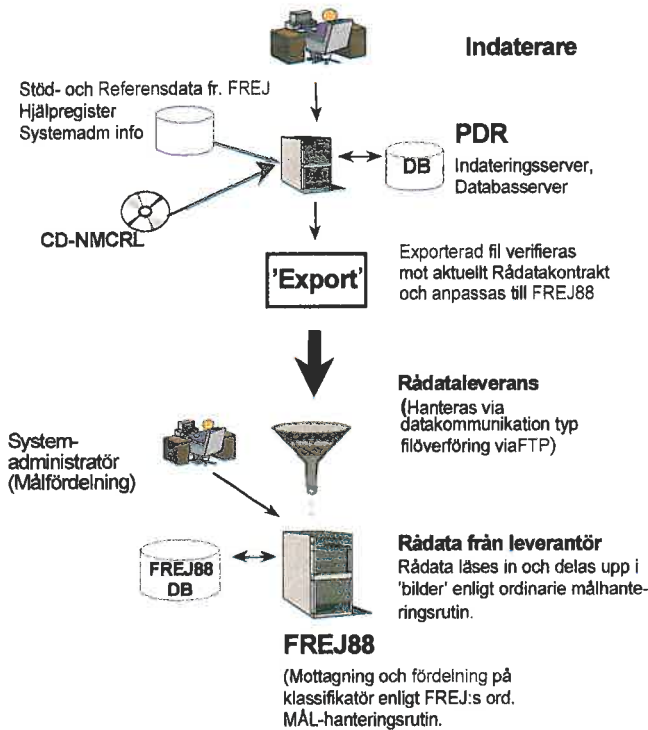 Indaterare
Stöd- och Referensdata fr. FREJ
Hjälpregister
Systemadm info
PDR
DB
Indateringsserver,
Databasserver
CD-NMCRL
'Export'
Exporterad fil verifieras
mot aktuellt Rådatakontrakt
och anpassas till FREJ88
Rådataleverans
(Hanteras via
datakommunikation typ
filöverföring viaFTP)
System-
administratör
(Målfördelning)
FREJ88
DB
Rådata från leverantör
Rådata läses in och delas upp i
'bilder' enligt ordinarie målhante-
ringsrutin.
FREJ88
(Mottagning och fördelning på
klassifikatör enligt FREJ:s ord.
MÅL-hanteringsrutin.